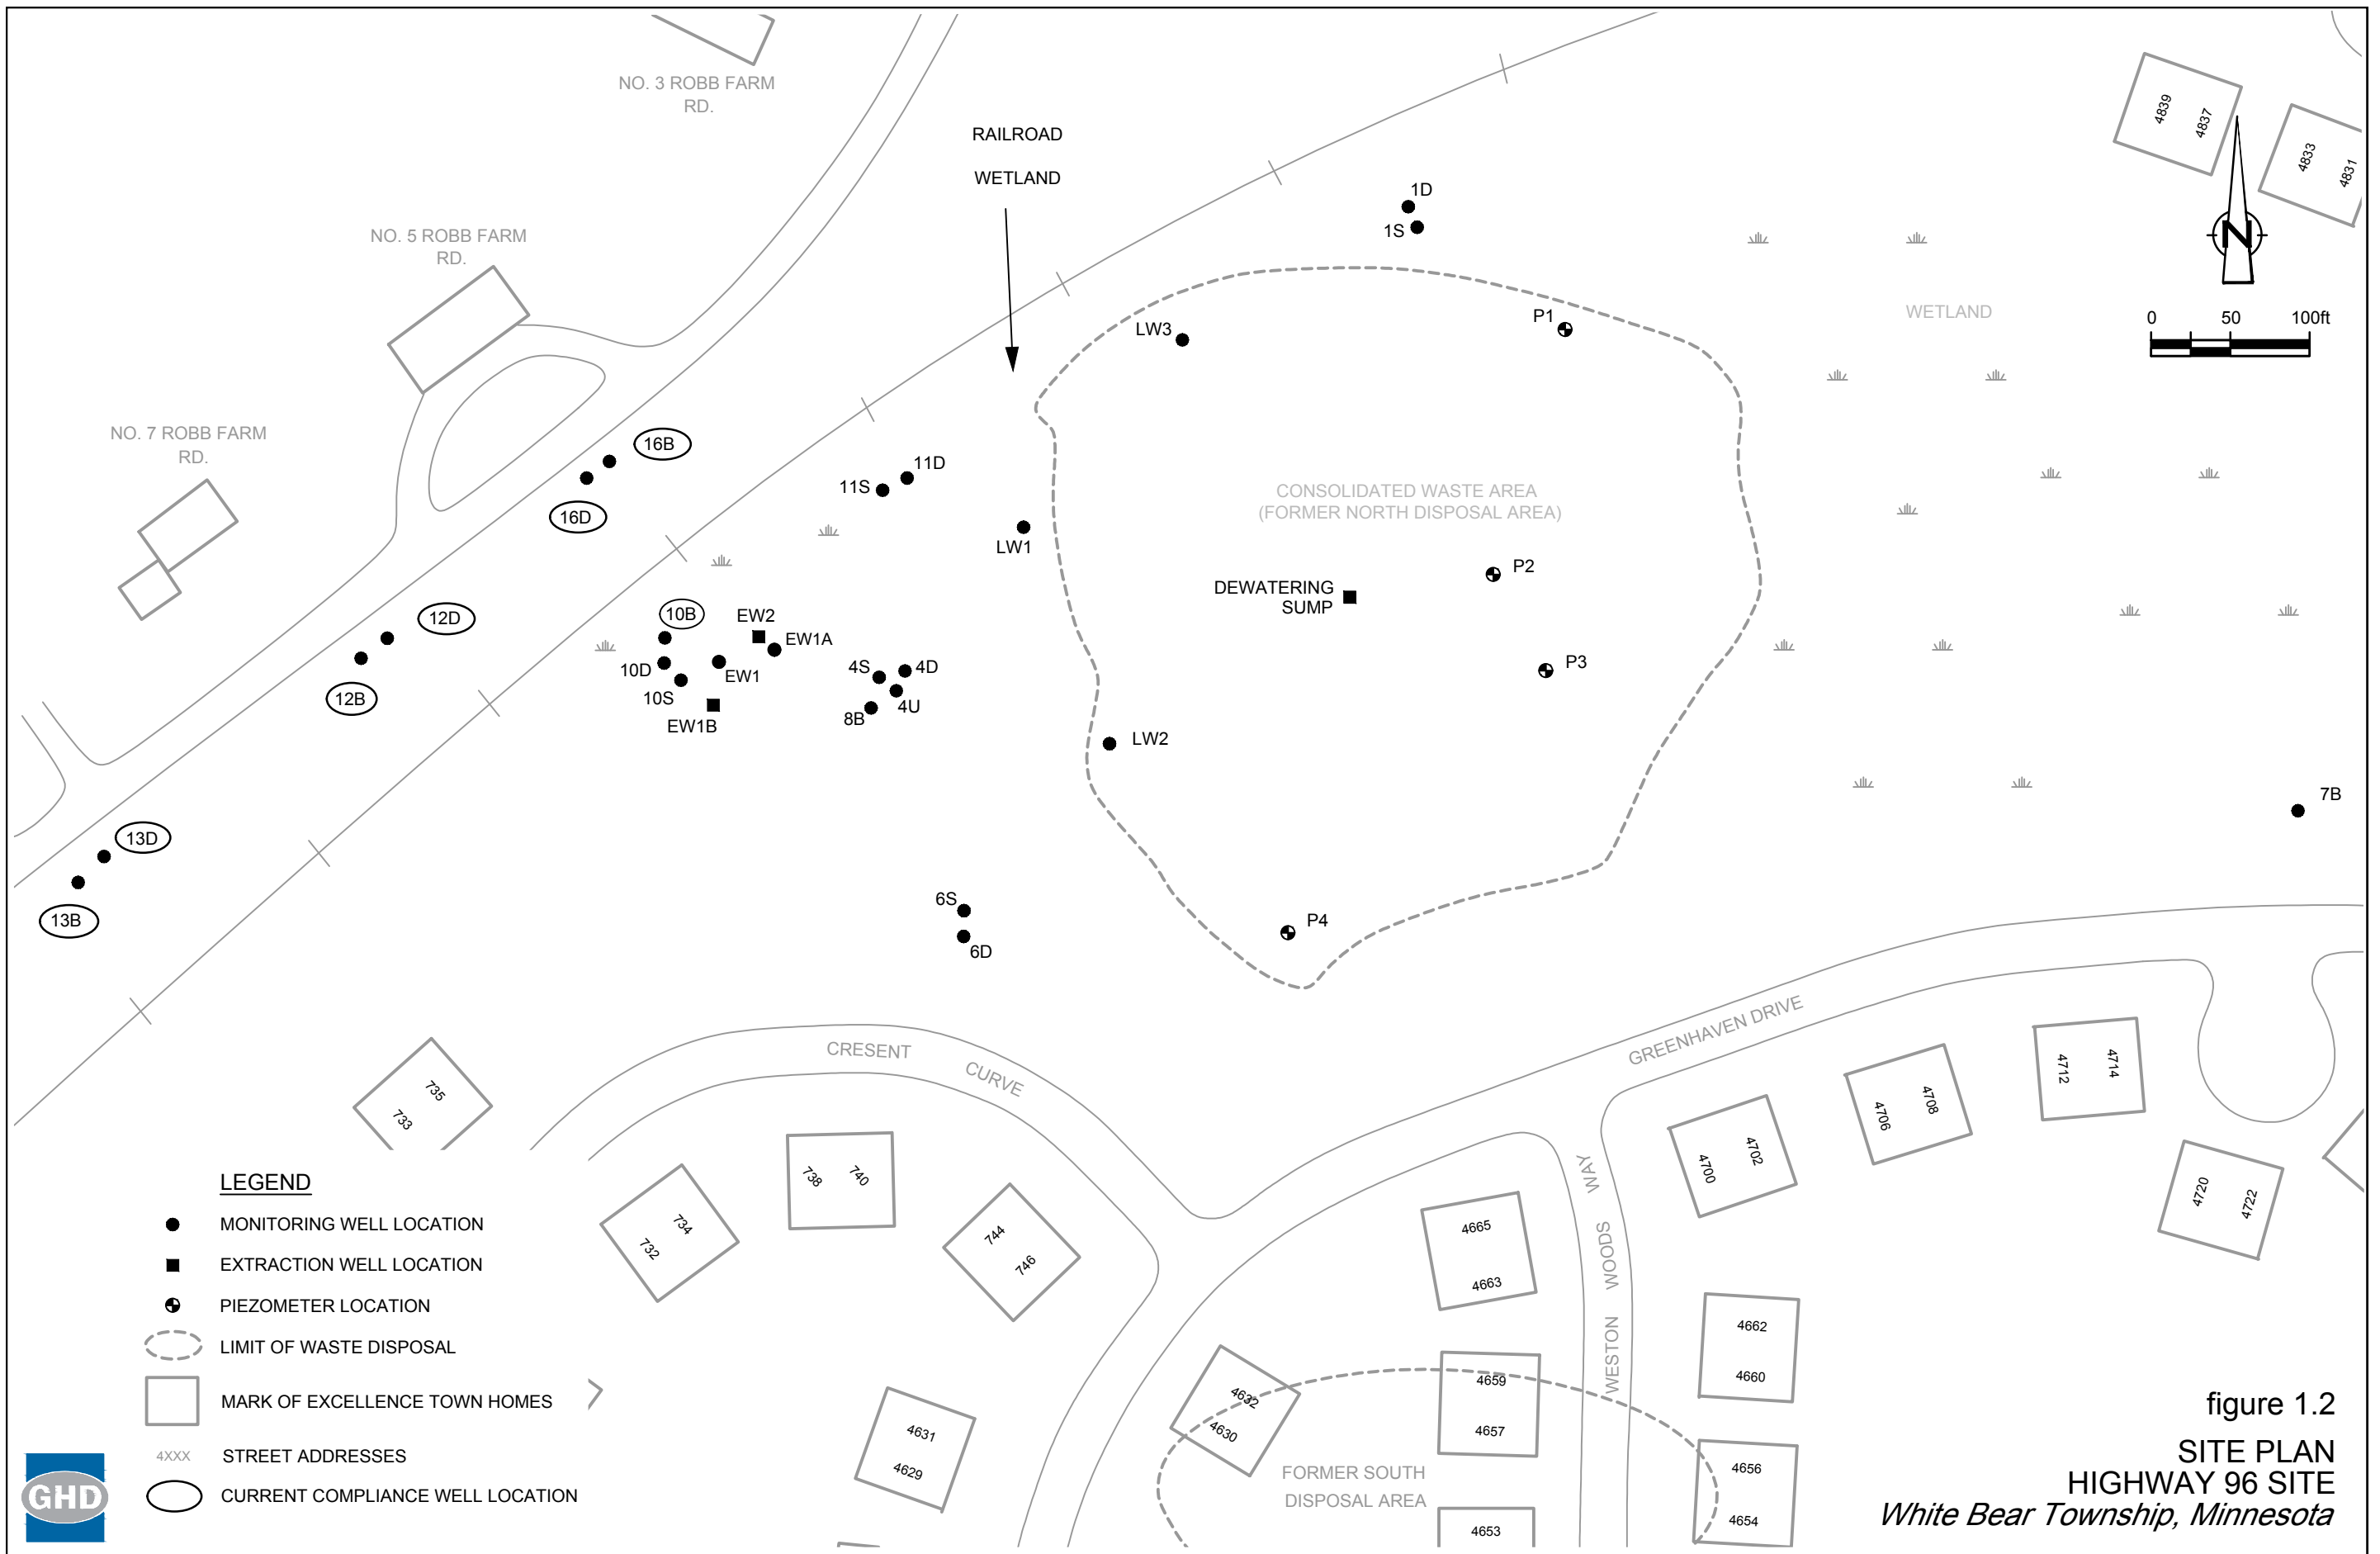 NO. 3 ROBB FARM
RD.
RAILROAD
WETLAND
4839
4837
4833
4831
N
1D
1S
NO. 5 ROBB FARM
RD.
WETLAND
0 50 100ft
LW3
P1
NO. 7 ROBB FARM
RD.
16B
16D
11D
11S
LW1
CONSOLIDATED WASTE AREA
(FORMER NORTH DISPOSAL AREA)
P2
DEWATERING
SUMP
12D
12B
10B
EW2
EW1A
10D
EW1
10S
EW1B
4S
4D
4U
8B
P3
LW2
7B
13D
13B
6S
6D
P4
CRESENT
CURVE
GREENHAVEN DRIVE
WESTON WOODS WAY
735
733
732
734
738
740
744
746
4700
4702
4706
4708
4712
4714
4720
4722
4665
4663
4662
4660
4659
4657
4656
4654
4653
4632
4630
4631
4629
FORMER SOUTH
DISPOSAL AREA
LEGEND
MONITORING WELL LOCATION
EXTRACTION WELL LOCATION
PIEZOMETER LOCATION
LIMIT OF WASTE DISPOSAL
MARK OF EXCELLENCE TOWN HOMES
4XXX STREET ADDRESSES
CURRENT COMPLIANCE WELL LOCATION
GHD
figure 1.2
SITE PLAN
HIGHWAY 96 SITE
White Bear Township, Minnesota